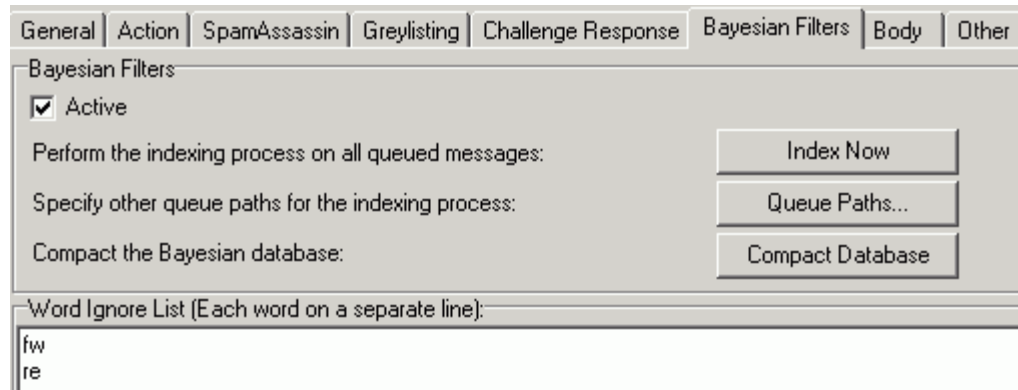 General Action SpamAssassin Greylisting Challenge Response Bayesian Filters Body Other
Bayesian Filters
Active
Perform the indexing process on all queued messages: Index Now
Specify other queue paths for the indexing process: Queue Paths...
Compact the Bayesian database: Compact Database
Word Ignore List (Each word on a separate line):
fw
re